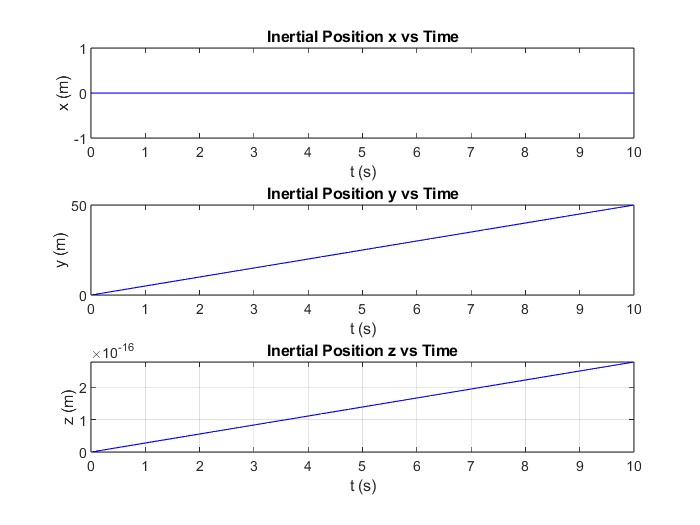 Inertial Position x vs Time
1
0
-1
x (m)
0 1 2 3 4 5 6 7 8 9 10
t (s)
Inertial Position y vs Time
50
0
y (m)
0 1 2 3 4 5 6 7 8 9 10
t (s)
Inertial Position z vs Time
×10-16
2
1
0
z (m)
0 1 2 3 4 5 6 7 8 9 10
t (s)